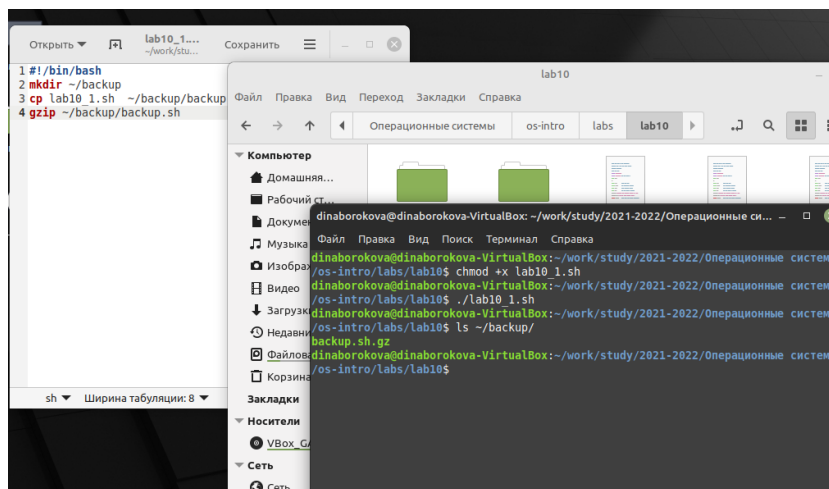 Открыть
lab10_1....
~/work/stu...
Сохранить
1 #!/bin/bash
2 mkdir ~/backup
3 cp lab10_1.sh  ~/backup/backup
4 gzip ~/backup/backup.sh
sh
Ширина табуляции: 8
lab10
Файл Правка Вид Переход Закладки Справка
Операционные системы os-intro labs lab10
Компьютер
Домашняя...
Рабочий ст...
Докуме
Музыка
Изображ
Видео
Загрузк
Недавни
Файлова
Корзина
Закладки
Носители
VBox_GA
Сеть
Сеть
dinaborokova@dinaborokova-VirtualBox: ~/work/study/2021-2022/Операционные си...
Файл Правка Вид Поиск Терминал Справка
dinaborokova@dinaborokova-VirtualBox:~/work/study/2021-2022/Операционные систем
/os-intro/labs/lab10$ chmod +x lab10_1.sh
dinaborokova@dinaborokova-VirtualBox:~/work/study/2021-2022/Операционные систем
/os-intro/labs/lab10$ ./lab10_1.sh
dinaborokova@dinaborokova-VirtualBox:~/work/study/2021-2022/Операционные систем
/os-intro/labs/lab10$ ls ~/backup/
backup.sh.gz
dinaborokova@dinaborokova-VirtualBox:~/work/study/2021-2022/Операционные систем
/os-intro/labs/lab10$